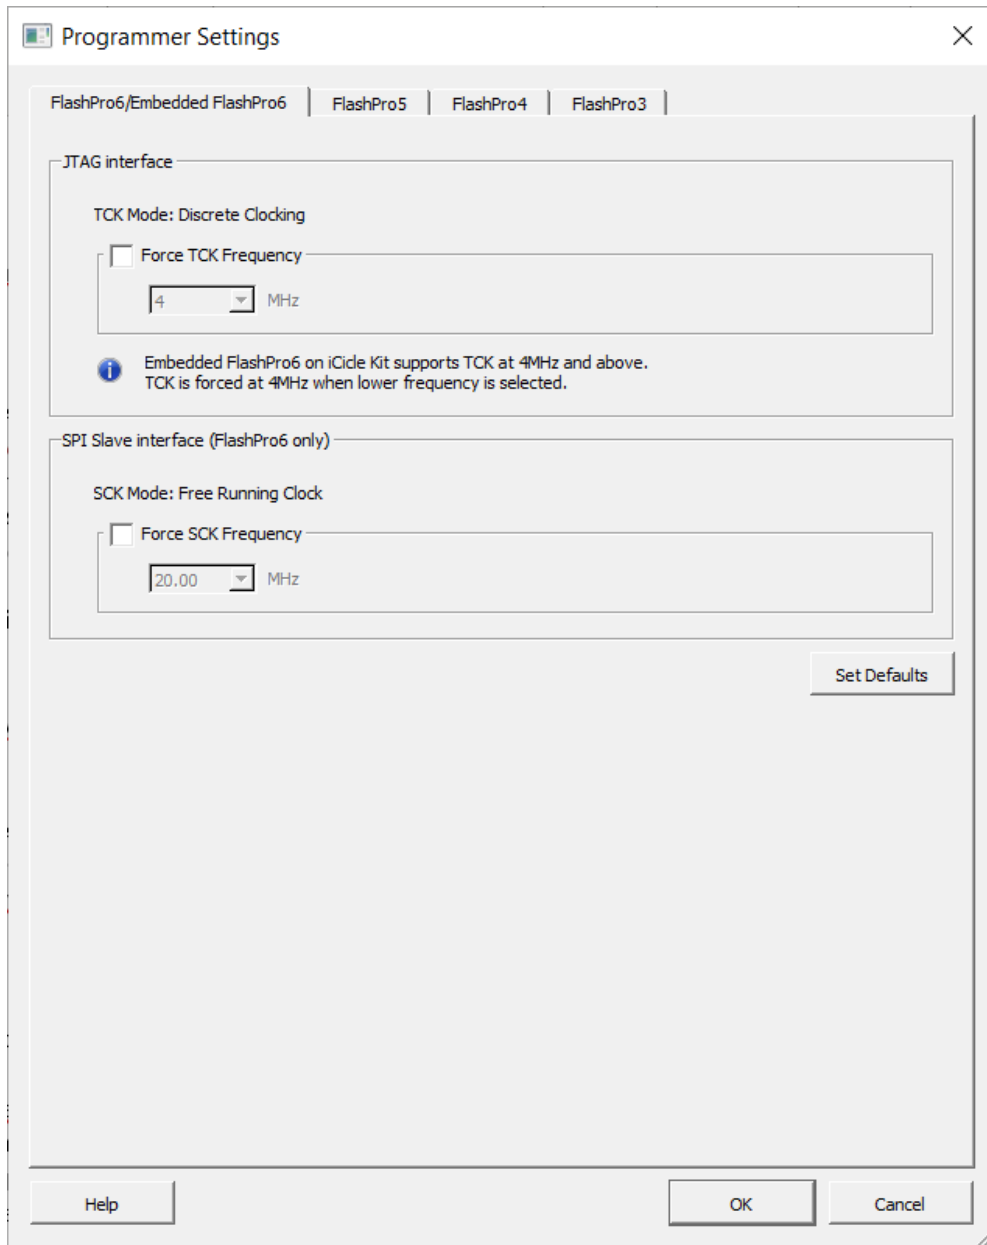 Programmer Settings
FlashPro6/Embedded FlashPro6
FlashPro5
FlashPro4
FlashPro3
JTAG interface
TCK Mode: Discrete Clocking
Force TCK Frequency
4
MHz
Embedded FlashPro6 on iCicle Kit supports TCK at 4MHz and above.
TCK is forced at 4MHz when lower frequency is selected.
SPI Slave interface (FlashPro6 only)
SCK Mode: Free Running Clock
Force SCK Frequency
20.00
MHz
Set Defaults
Help
OK
Cancel